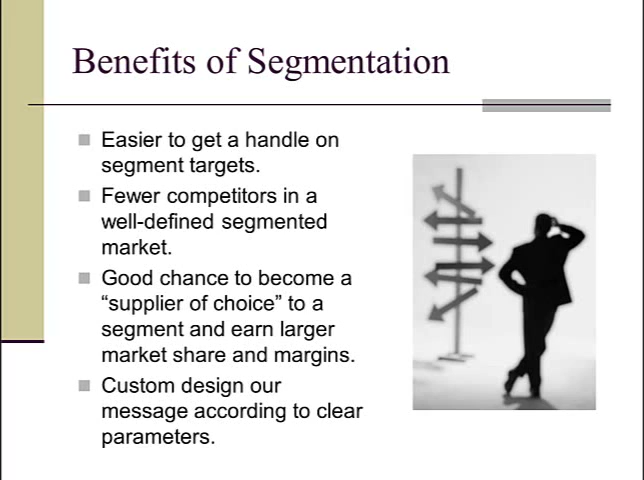 Benefits of Segmentation
Easier to get a handle on
segment targets.
Fewer competitors in a
well-defined segmented
market.
Good chance to become a
“supplier of choice” to a
segment and earn larger
market share and margins.
Custom design our
message according to clear
parameters.